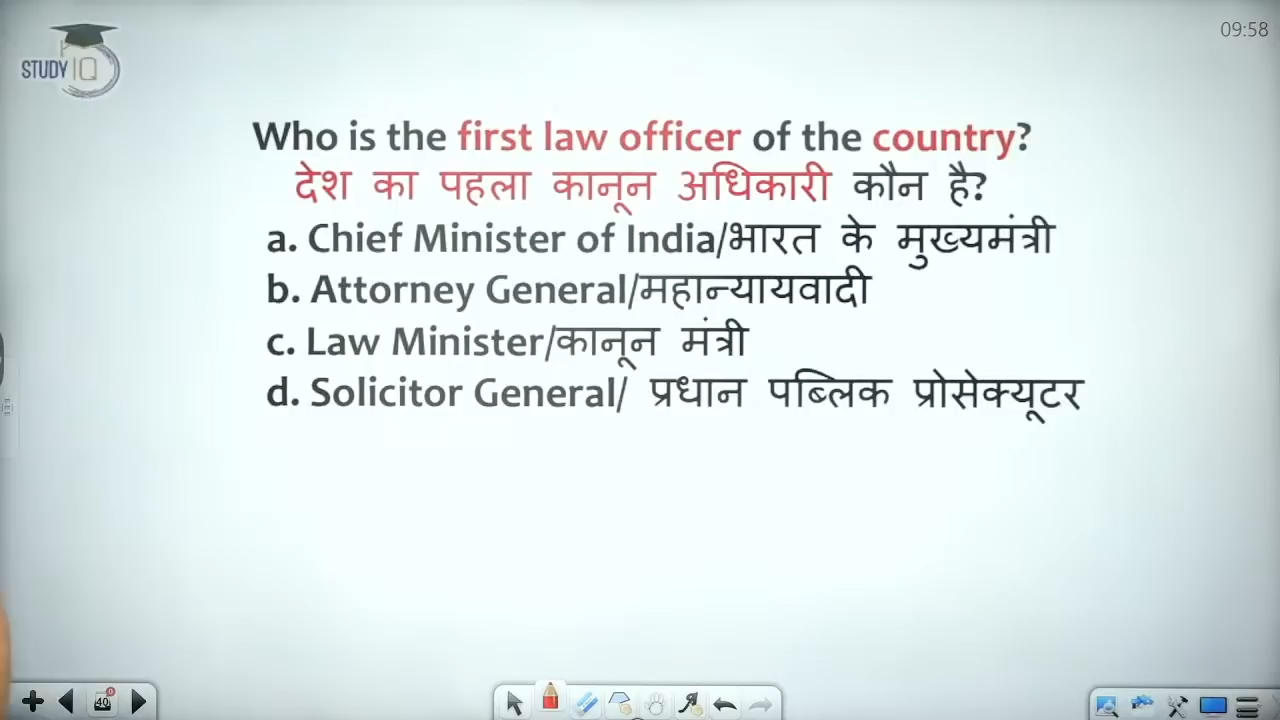 STUDY IQ
09:58
Who is the first law officer of the country?
देश का पहला कानून अधिकारी कौन है?
a. Chief Minister of India/भारत के मुख्यमंत्री
b. Attorney General/महान्यायवादी
c. Law Minister/कानून मंत्री
d. Solicitor General/ प्रधान पब्लिक प्रोसेक्यूटर
40